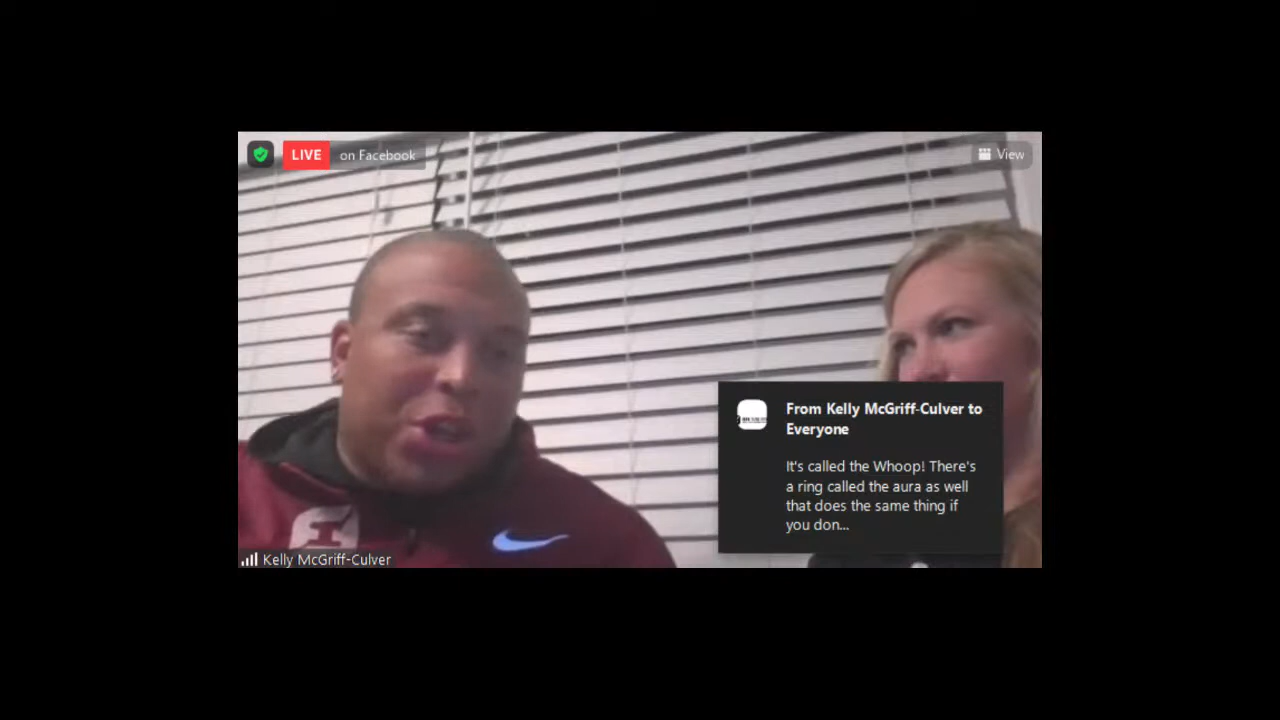 LIVE on Facebook
View
From Kelly McGriff-Culver to
Everyone
It's called the Whoop! There's
a ring called the aura as well
that does the same thing if
you don...
I
Kelly McGriff-Culver